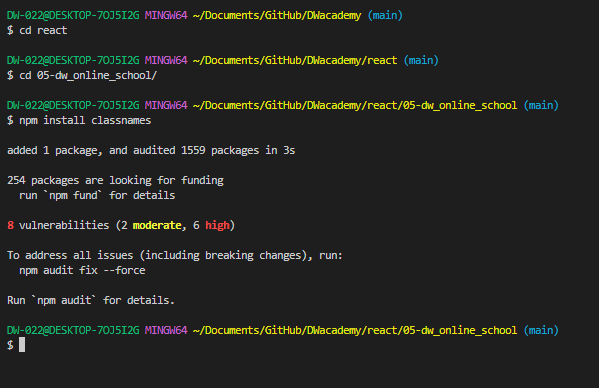 DW-022@DESKTOP-7OJ5I2G MINGW64 ~/Documents/GitHub/DWacademy (main)
$ cd react
DW-022@DESKTOP-7OJ5I2G MINGW64 ~/Documents/GitHub/DWacademy/react (main)
$ cd 05-dw_online_school/
DW-022@DESKTOP-7OJ5I2G MINGW64 ~/Documents/GitHub/DWacademy/react/05-dw_online_school (main)
$ npm install classnames
added 1 package, and audited 1559 packages in 3s
254 packages are looking for funding
  run `npm fund` for details
8 vulnerabilities (2 moderate, 6 high)
To address all issues (including breaking changes), run:
  npm audit fix --force
Run `npm audit` for details.
DW-022@DESKTOP-7OJ5I2G MINGW64 ~/Documents/GitHub/DWacademy/react/05-dw_online_school (main)
$